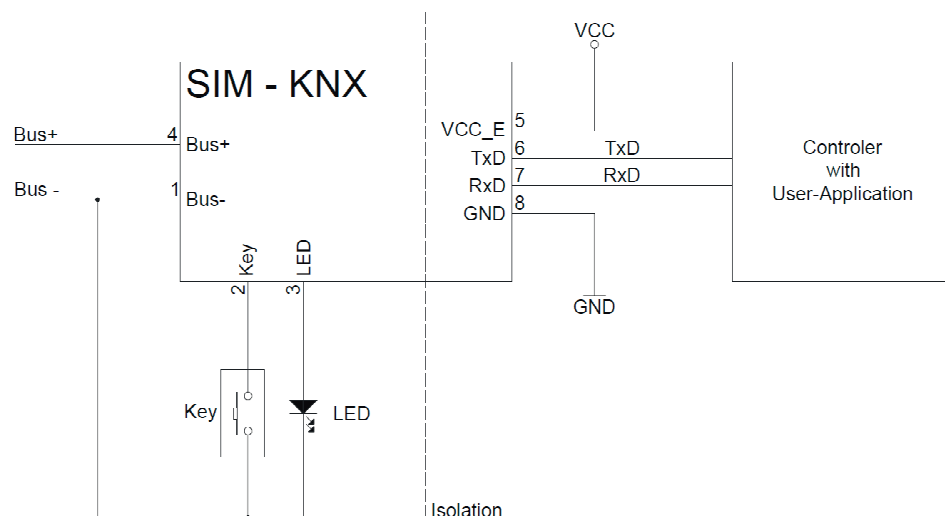 VCC
SIM - KNX
5
VCC_E
Bus+
4
Bus+
6
TxD
TxD
Controler
with
User-Application
7
RxD
RxD
Bus -
1
Bus-
8
GND
Key
LED
2
3
GND
Key
LED
Isolation